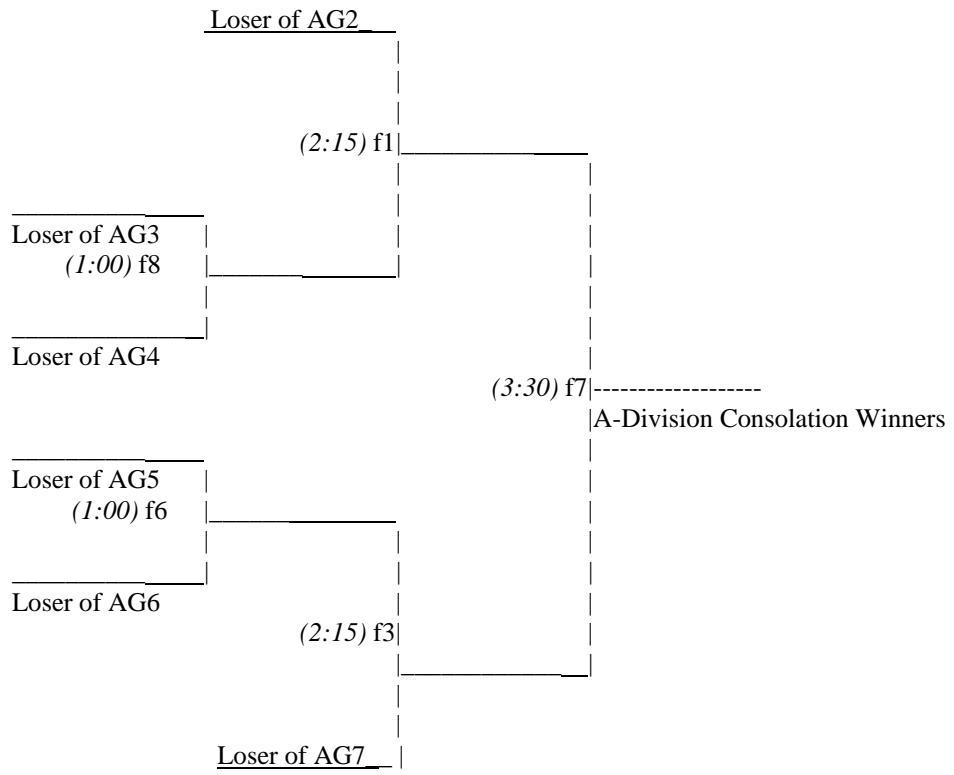 Loser of AG2_
(2:15) f1
Loser of AG3
(1:00) f8
Loser of AG4
(3:30) f7
A-Division Consolation Winners
Loser of AG5
(1:00) f6
Loser of AG6
(2:15) f3
Loser of AG7